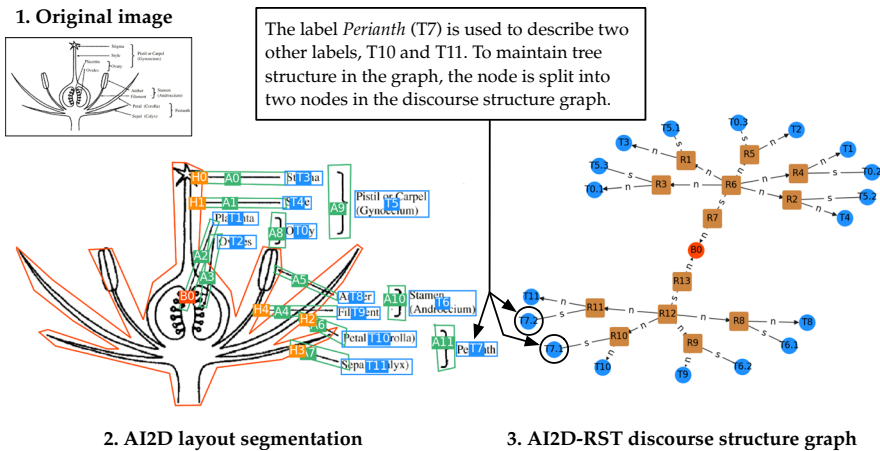 1. Original image
The label Perianth (T7) is used to describe two
other labels, T10 and T11. To maintain tree
structure in the graph, the node is split into
two nodes in the discourse structure graph.
Stigma
Style
Pistil or Carpel
(Gynoecium)
Placenta
Ovules
Ovary
Anther
Filament
Stamen
(Androecium)
Petal (Corolla)
Sepal (Calyx)
Perianth
H0
A0
T3
H1
A1
T4
A9
Pistil or Carpel
T5
(Gynoecium)
T1
A8
T0
T2
A2
A3
B0
A5
T8
A10
Stamen
T6
(Androecium)
H4
A4
T9
H2
A6
Petal
T10
A11
T7
H3
A7
T11
T0.3
T5.1
T2
T3
R5
T1
R1
R4
T5.3
R6
T0.2
R3
R2
T0.1
T5.2
T4
R7
B0
R13
T11
R11
R12
T7.2
R8
T8
R10
T7.1
R9
T6.1
T10
T9
T6.2
n
s
2. AI2D layout segmentation
3. AI2D-RST discourse structure graph